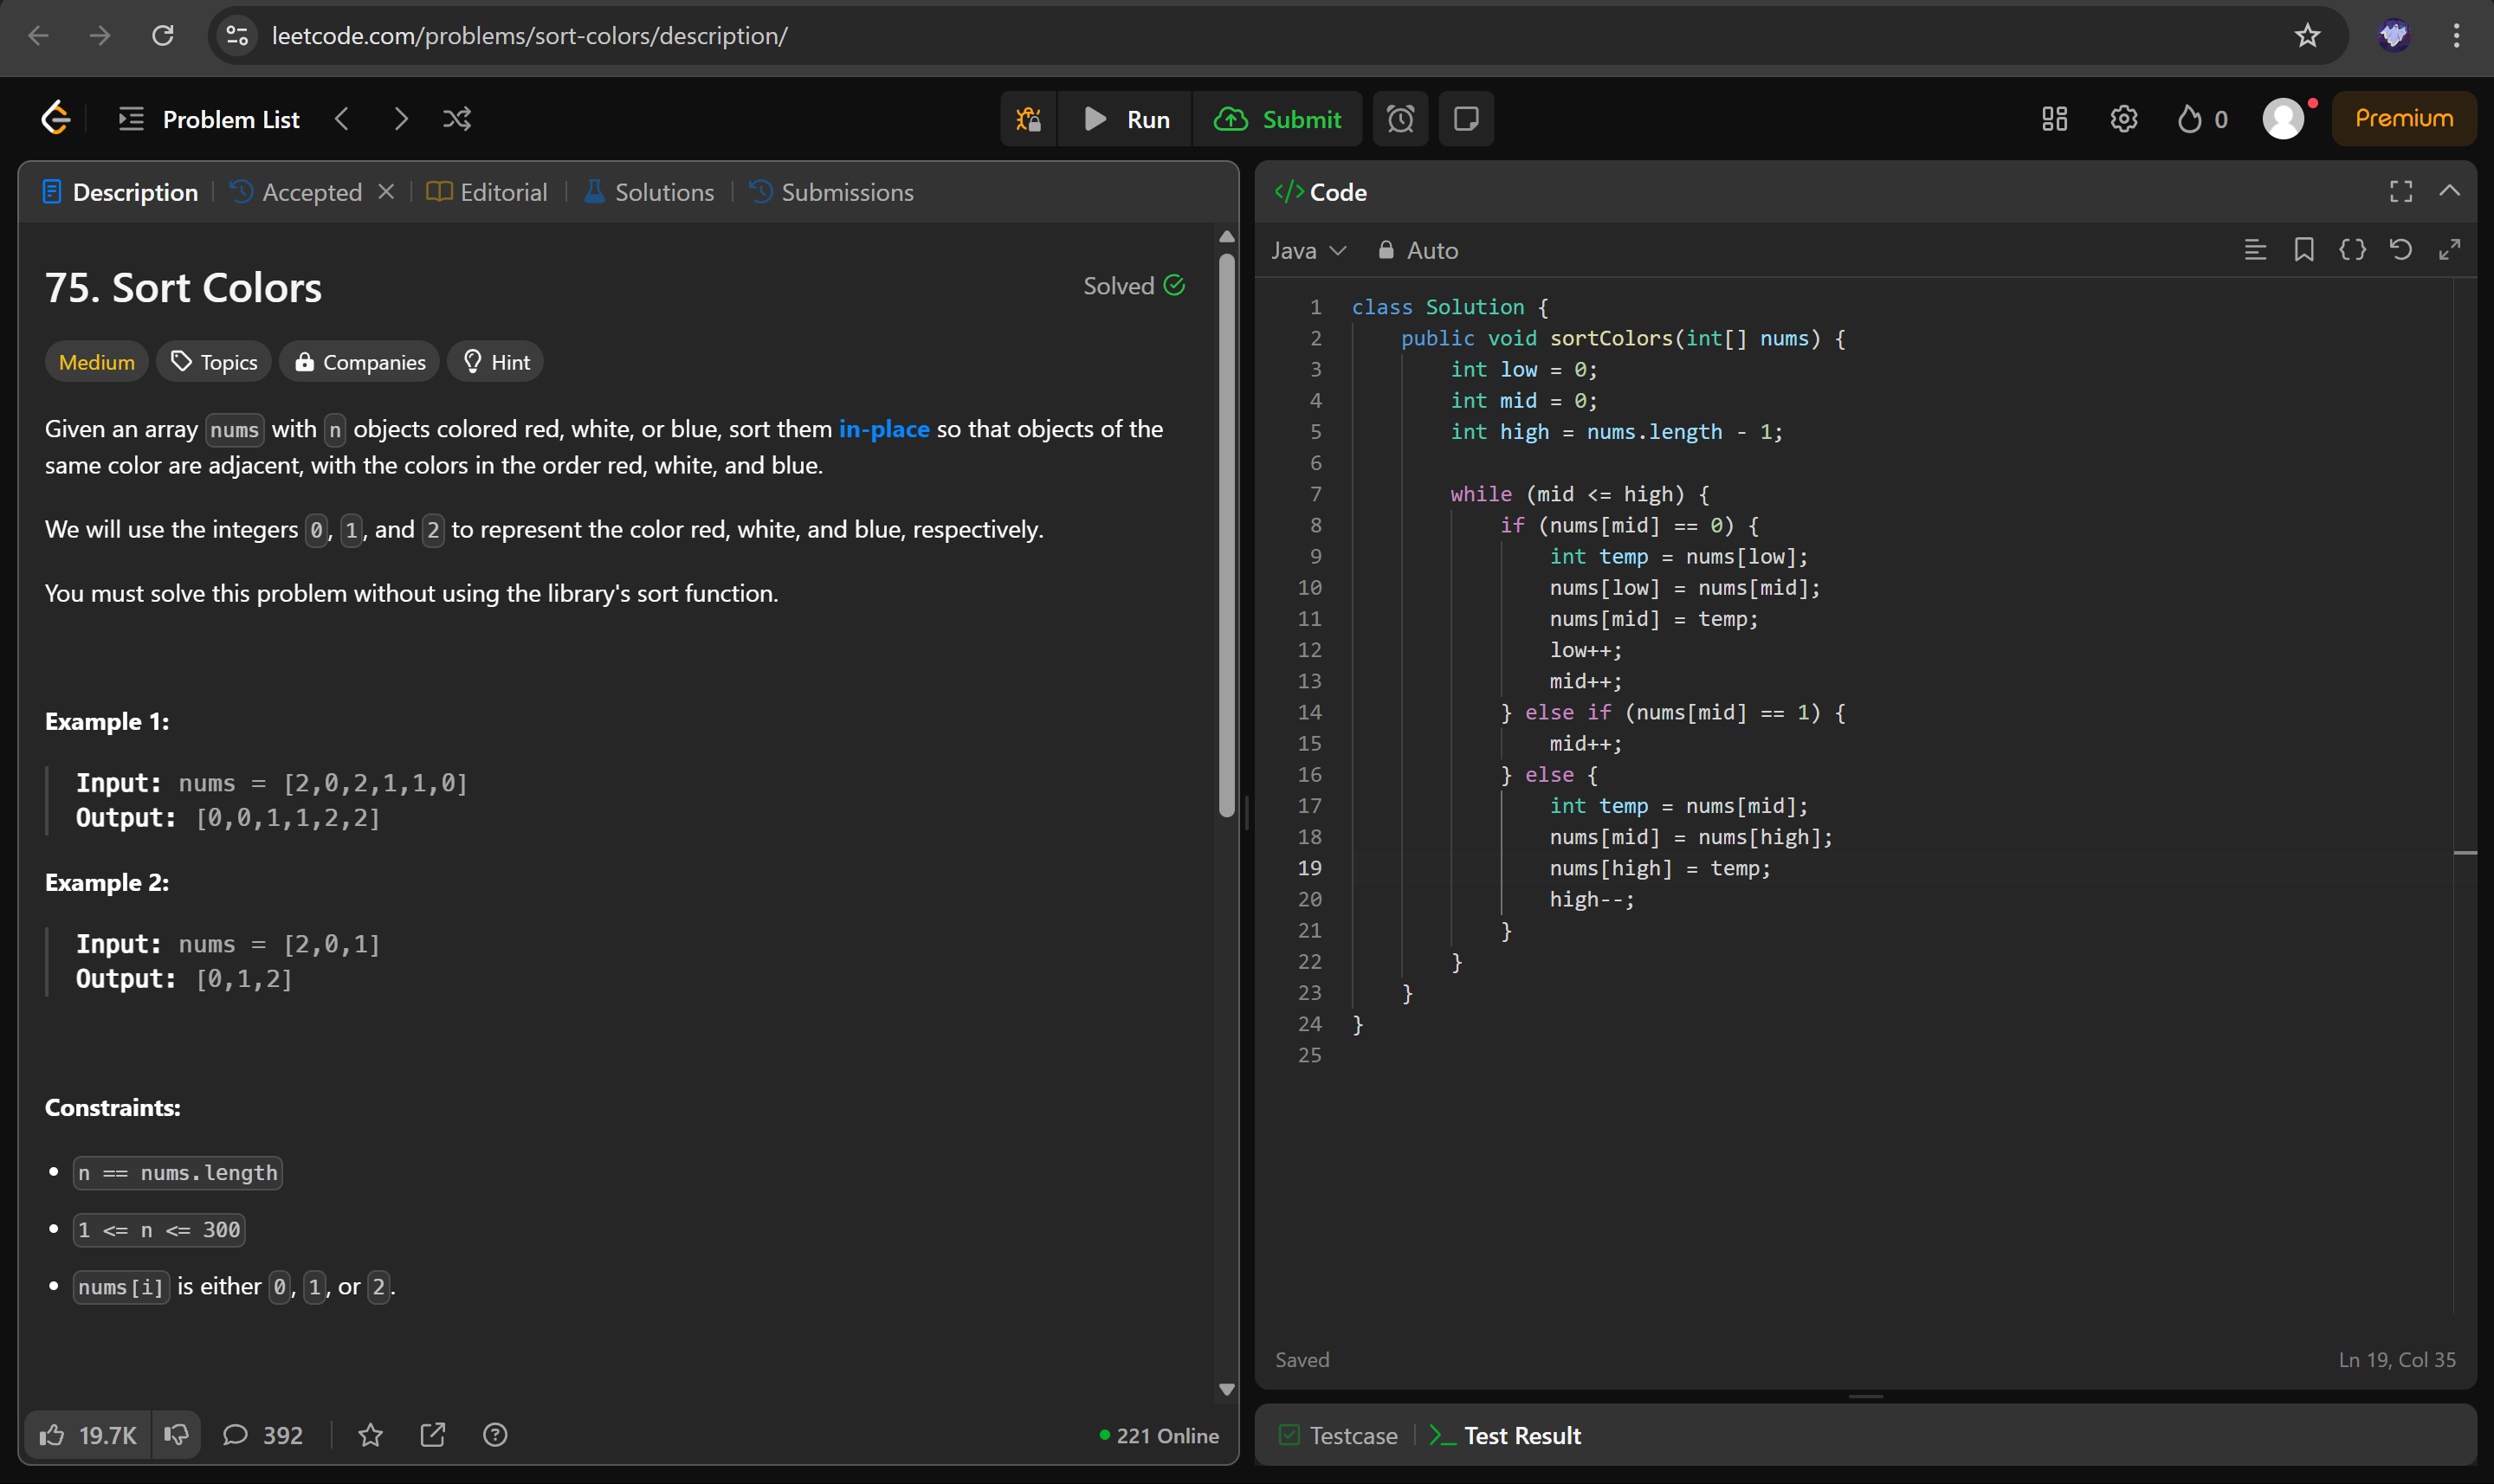 leetcode.com/problems/sort-colors/description/
Problem List
Run
Submit
0
Premium
Description
Accepted
Editorial
Solutions
Submissions
75. Sort Colors
Solved
Medium
Topics
Companies
Hint
Given an array nums with n objects colored red, white, or blue, sort them in-place so that objects of the
same color are adjacent, with the colors in the order red, white, and blue.
We will use the integers 0, 1, and 2 to represent the color red, white, and blue, respectively.
You must solve this problem without using the library's sort function.
Example 1:
Input: nums = [2,0,2,1,1,0]
Output: [0,0,1,1,2,2]
Example 2:
Input: nums = [2,0,1]
Output: [0,1,2]
Constraints:
• n == nums.length
• 1 <= n <= 300
• nums[i] is either 0, 1, or 2.
19.7K
392
221 Online
</> Code
Java
Auto
1 class Solution {
2     public void sortColors(int[] nums) {
3         int low = 0;
4         int mid = 0;
5         int high = nums.length - 1;
6
7         while (mid <= high) {
8             if (nums[mid] == 0) {
9                 int temp = nums[low];
10                 nums[low] = nums[mid];
11                 nums[mid] = temp;
12                 low++;
13                 mid++;
14             } else if (nums[mid] == 1) {
15                 mid++;
16             } else {
17                 int temp = nums[mid];
18                 nums[mid] = nums[high];
19                 nums[high] = temp;
20                 high--;
21             }
22         }
23     }
24 }
25
Saved
Ln 19, Col 35
Testcase
Test Result